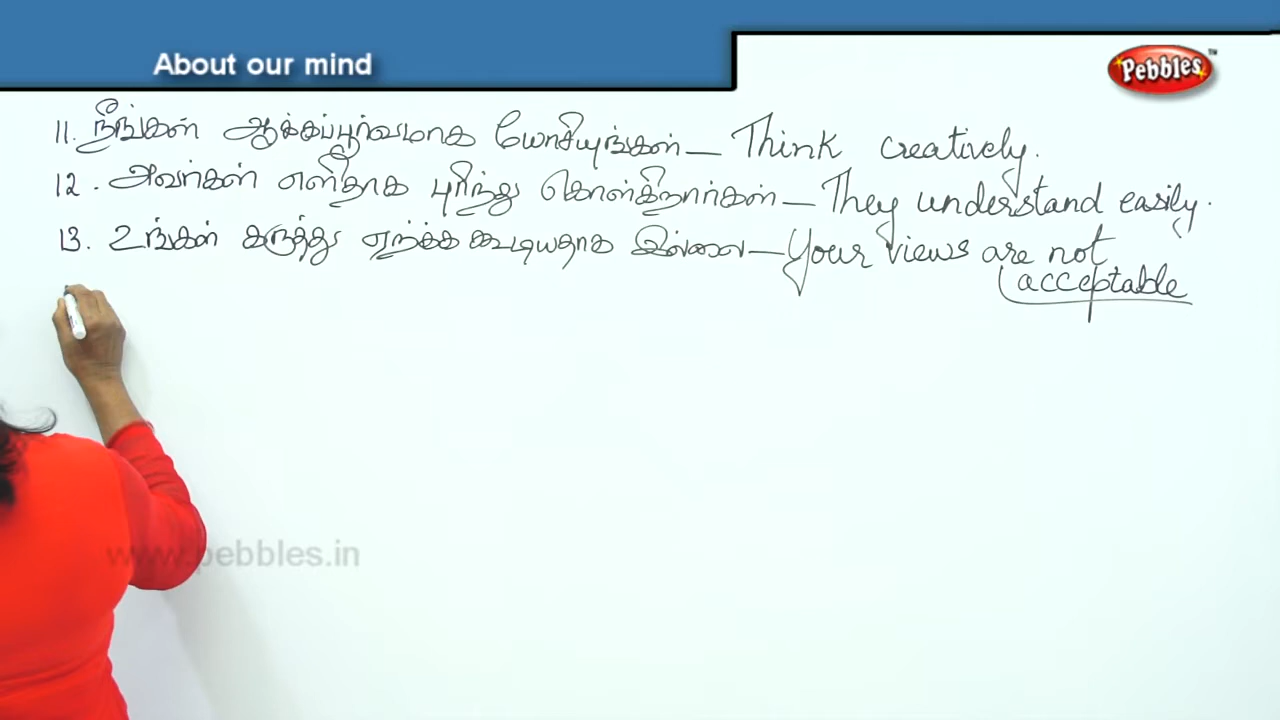 About our mind
Pebbles™
11. நீங்கள் ஆக்கப்பூர்வமாக யோசியுங்கள் – Think creatively.
12. அவர்கள் எளிதாக புரிந்து கொள்கிறார்கள் – They understand easily.
13. உங்கள் கருத்து ஏற்க்க கூடியதாக இல்லை – Your views are not
acceptable
www.pebbles.in